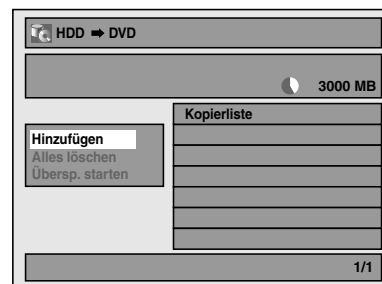 HDD ➡ DVD
3000 MB
Kopierliste
Hinzufügen
Alles löschen
Übersp. starten
1/1